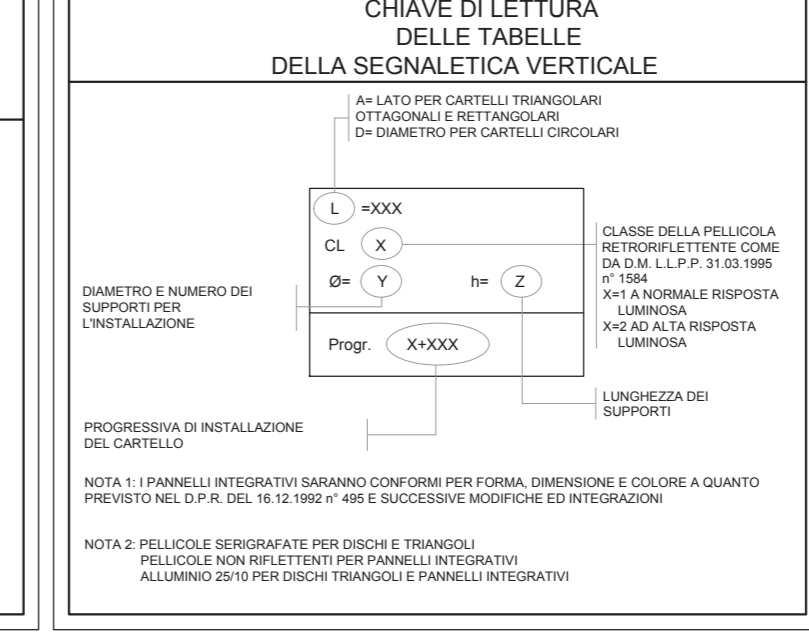 CHIAVE DI LETTURA
DELLE TABELLE
DELLA SEGNALETICA VERTICALE
A= LATO PER CARTELLI TRIANGOLARI
OTTAGONALI E RETTANGOLARI
D= DIAMETRO PER CARTELLI CIRCOLARI
L =XXX
CL X
Ø= Y h= Z
Progr. X+XXX
CLASSE DELLA PELLICOLA
RETRORIFLETTENTE COME
DA D.M. L.L.P.P. 31.03.1995
n° 1584
X=1 A NORMALE RISPOSTA
LUMINOSA
X=2 AD ALTA RISPOSTA
LUMINOSA
DIAMETRO E NUMERO DEI
SUPPORTI PER
L'INSTALLAZIONE
LUNGHEZZA DEI
SUPPORTI
PROGRESSIVA DI INSTALLAZIONE
DEL CARTELLO
NOTA 1: I PANNELLI INTEGRATIVI SARANNO CONFORMI PER FORMA, DIMENSIONE E COLORE A QUANTO
PREVISTO NEL D.P.R. DEL 16.12.1992 n° 495 E SUCCESSIVE MODIFICHE ED INTEGRAZIONI
NOTA 2: PELLICOLE SERIGRAFATE PER DISCHI E TRIANGOLI
PELLICOLE NON RIFLETTENTI PER PANNELLI INTEGRATIVI
ALLUMINIO 25/10 PER DISCHI TRIANGOLI E PANNELLI INTEGRATIVI